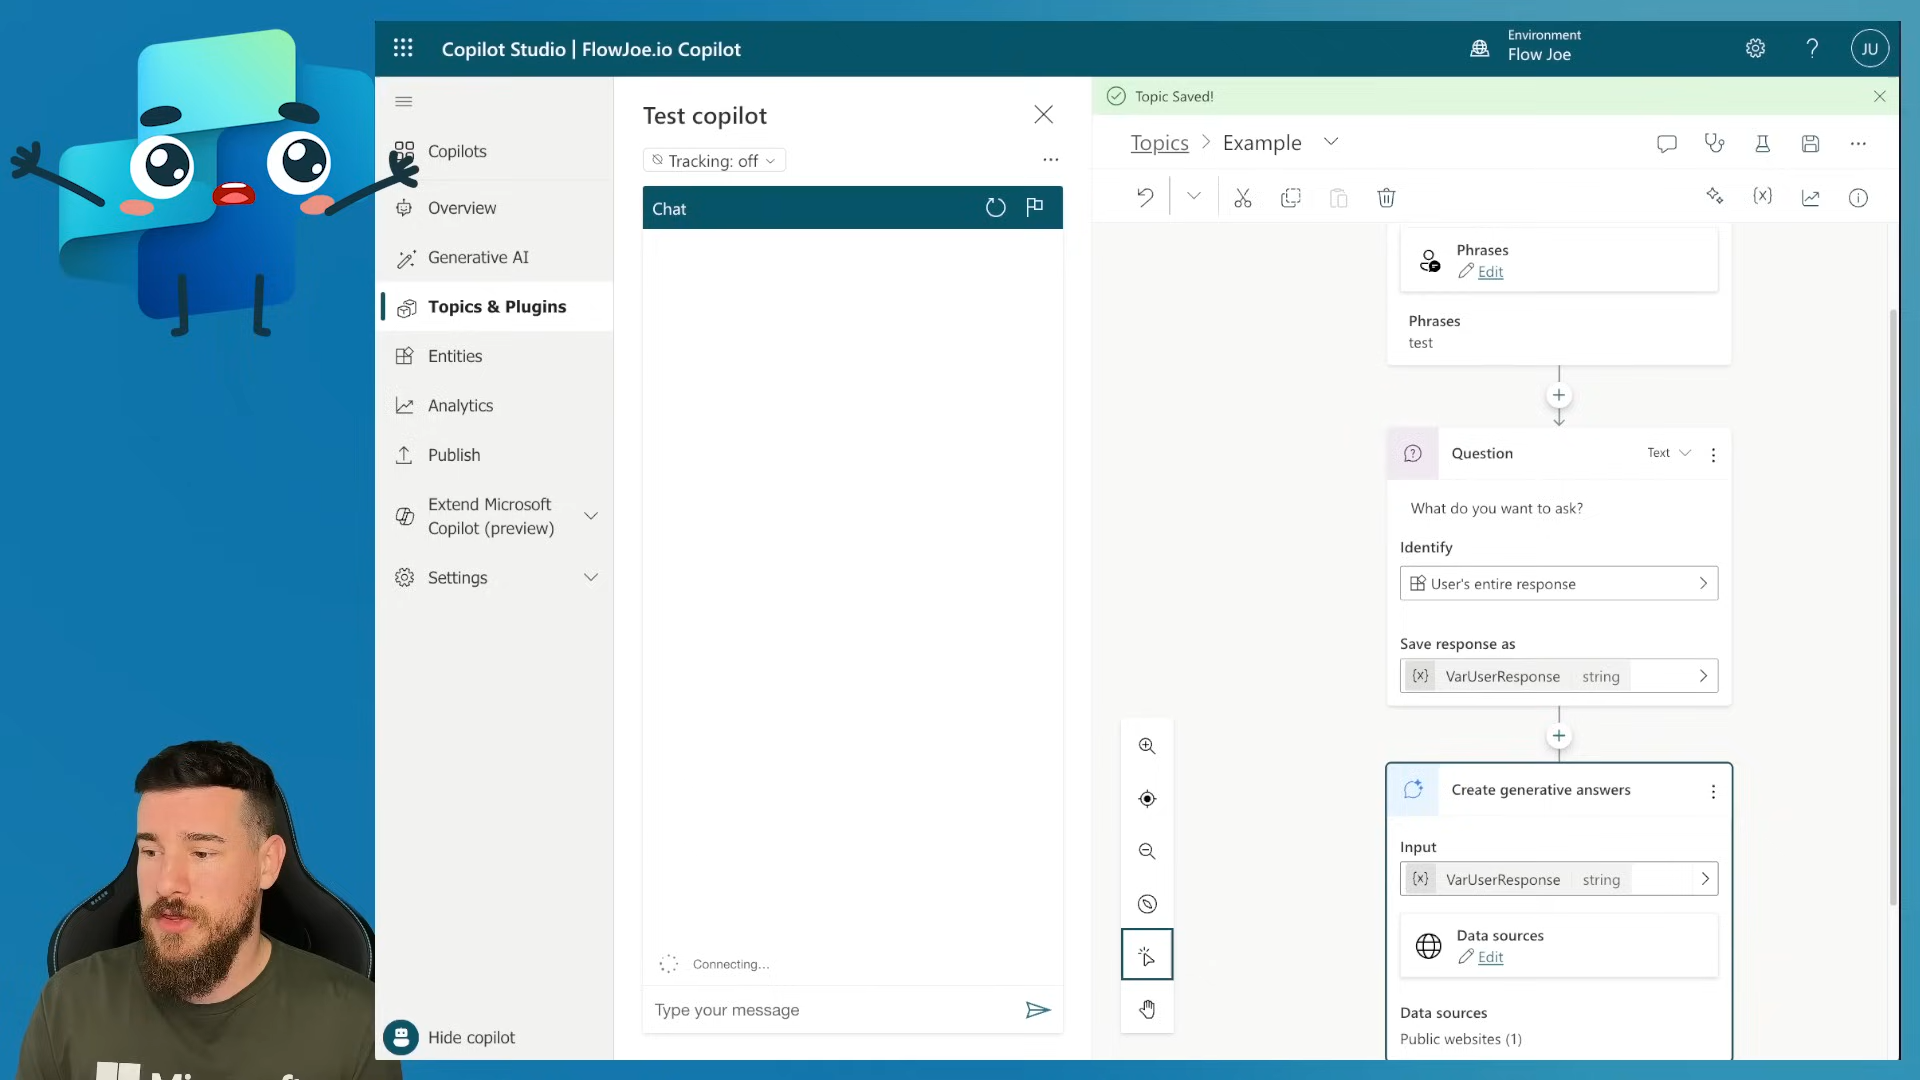 Copilot Studio | FlowJoe.io Copilot
Environment
Flow Joe
JU
Copilots
Overview
Generative AI
Topics & Plugins
Entities
Analytics
Publish
Extend Microsoft
Copilot (preview)
Settings
Hide copilot
Test copilot
Tracking: off
Chat
Connecting...
Type your message
Topic Saved!
Topics > Example
Phrases
Edit
Phrases
test
Question
Text
What do you want to ask?
Identify
User's entire response
Save response as
{x} VarUserResponse string
Create generative answers
Input
{x} VarUserResponse string
Data sources
Edit
Data sources
Public websites (1)